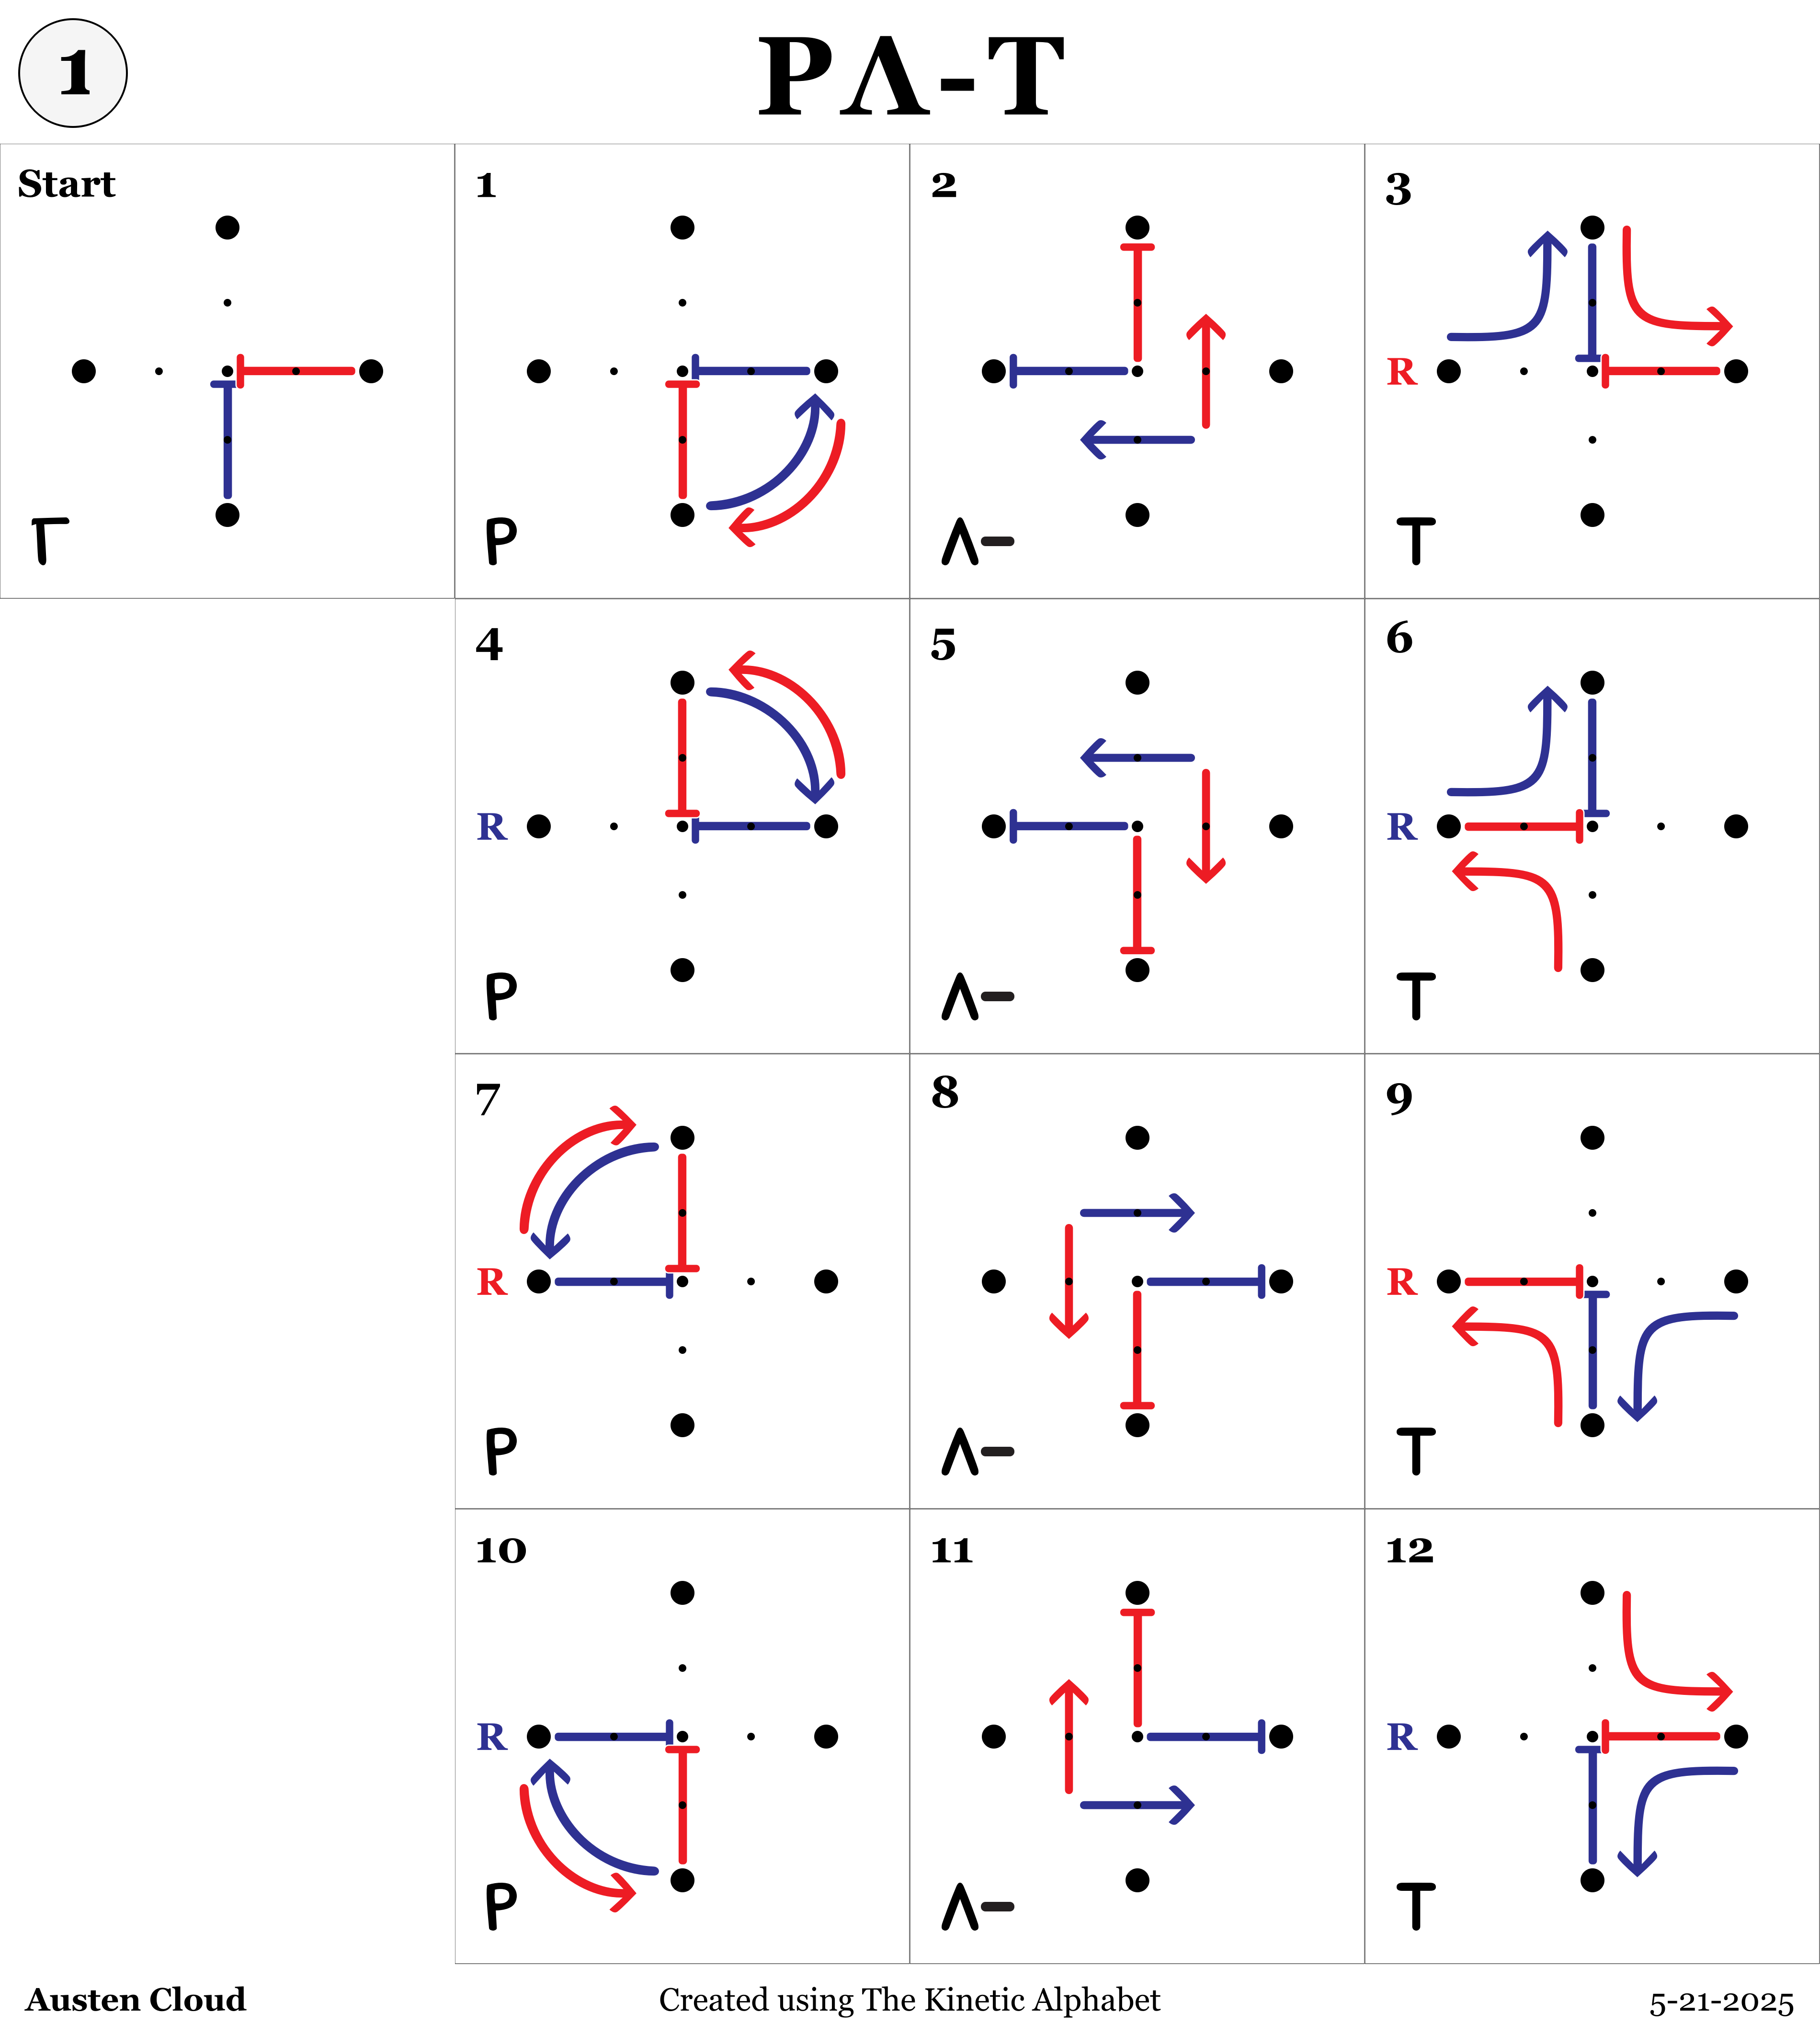 1
PΛ-T
Start
Γ
1
P
2
Λ-
3
R
T
4
R
P
5
Λ-
6
R
T
7
R
P
8
Λ-
9
R
T
10
R
P
11
Λ-
12
R
T
Austen Cloud
Created using The Kinetic Alphabet
5-21-2025